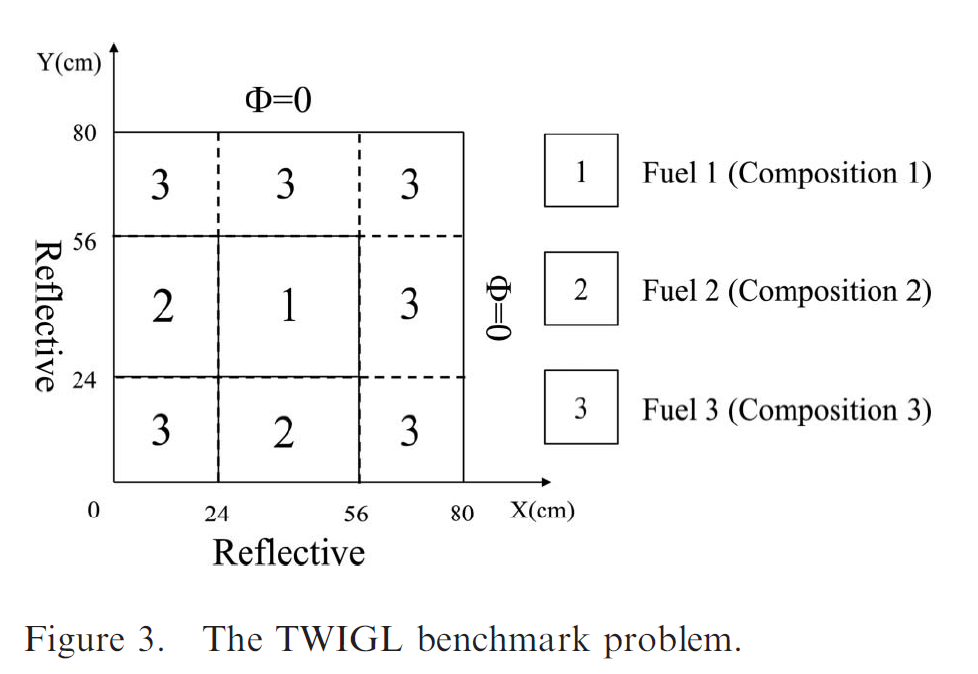 Y(cm)
Φ=0
80
3 3 3
1 Fuel 1 (Composition 1)
56
Reflective
2 1 3
Φ=0
2 Fuel 2 (Composition 2)
24
3 2 3
3 Fuel 3 (Composition 3)
0 24 56 80 X(cm)
Reflective
Figure 3. The TWIGL benchmark problem.